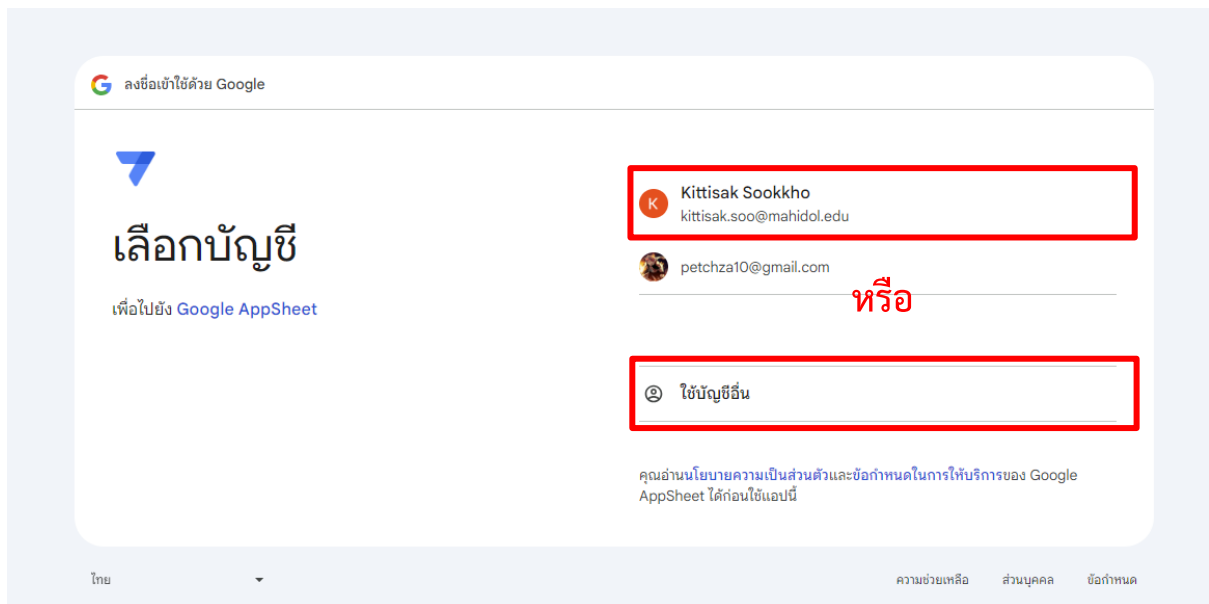 ลงชื่อเข้าใช้ด้วย Google
เลือกบัญชี
เพื่อไปยัง Google AppSheet
K
Kittisak Sookkho
kittisak.soo@mahidol.edu
petchza10@gmail.com
หรือ
ใช้บัญชีอื่น
คุณอ่านนโยบายความเป็นส่วนตัวและข้อกำหนดในการให้บริการของ Google
AppSheet ได้ก่อนใช้แอปนี้
ไทย
ความช่วยเหลือ ส่วนบุคคล ข้อกำหนด